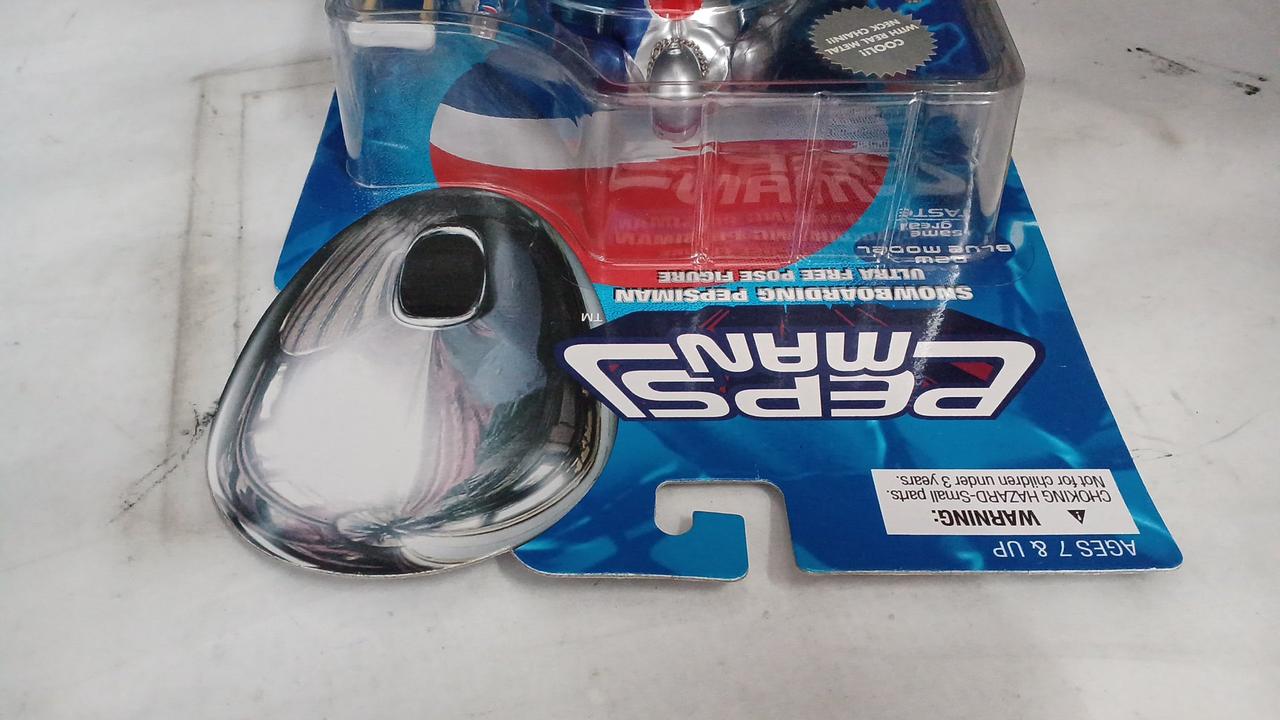 AGES 7 & UP
WARNING:
CHOKING HAZARD-Small parts.
Not for children under 3 years.
PEPSI
MAN
TM
SNOWBOARDING PEPSIMAN
ULTRA FREE POSE FIGURE
new
BLUE MODEL
same
great
TASTE
COOL!
WITH REAL METAL
NECK CHAIN!